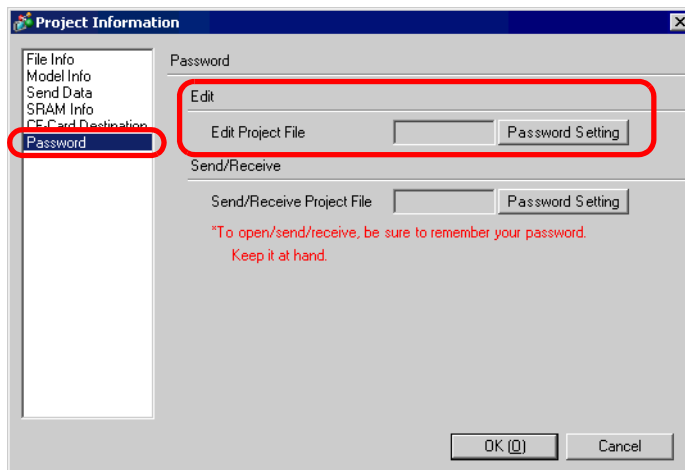 Project Information
File Info
Model Info
Send Data
SRAM Info
CF-Card Destination
Password
Password
Edit
Edit Project File
Password Setting
Send/Receive
Send/Receive Project File
Password Setting
*To open/send/receive, be sure to remember your password.
Keep it at hand.
OK (O)
Cancel